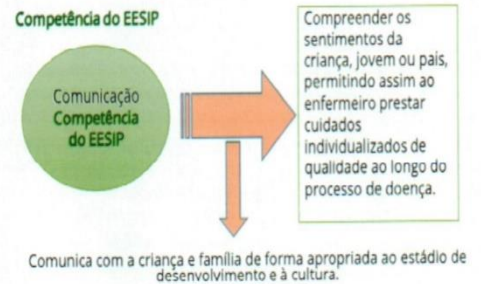 Competência do EESIP
Comunicação
Competência
do EESIP
Compreender os
sentimentos da
criança, jovem ou pais,
permitindo assim ao
enfermeiro prestar
cuidados
individualizados de
qualidade ao longo do
processo de doença.
Comunica com a criança e família de forma apropriada ao estádio de
desenvolvimento e à cultura.